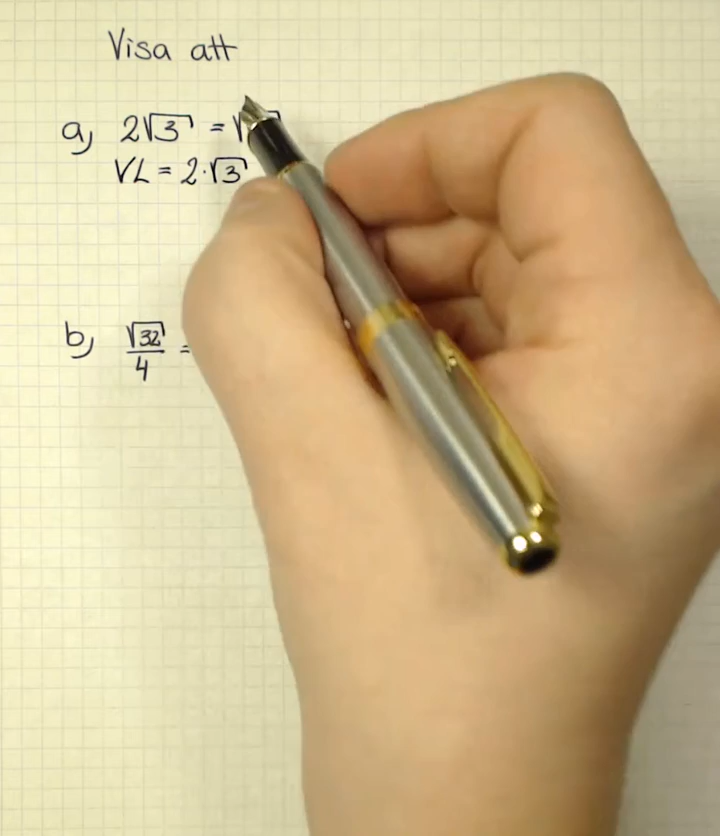 Visa att
a) 2√3 = √
VL = 2·√3
b) √32/4 =